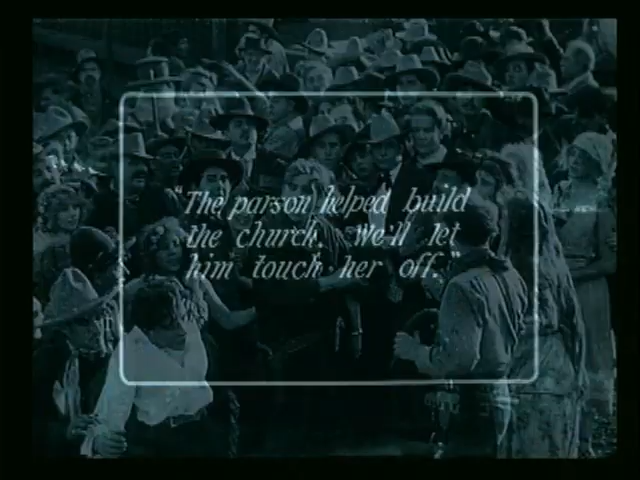 "The parson helped build
the church. We'll let
him touch her off."